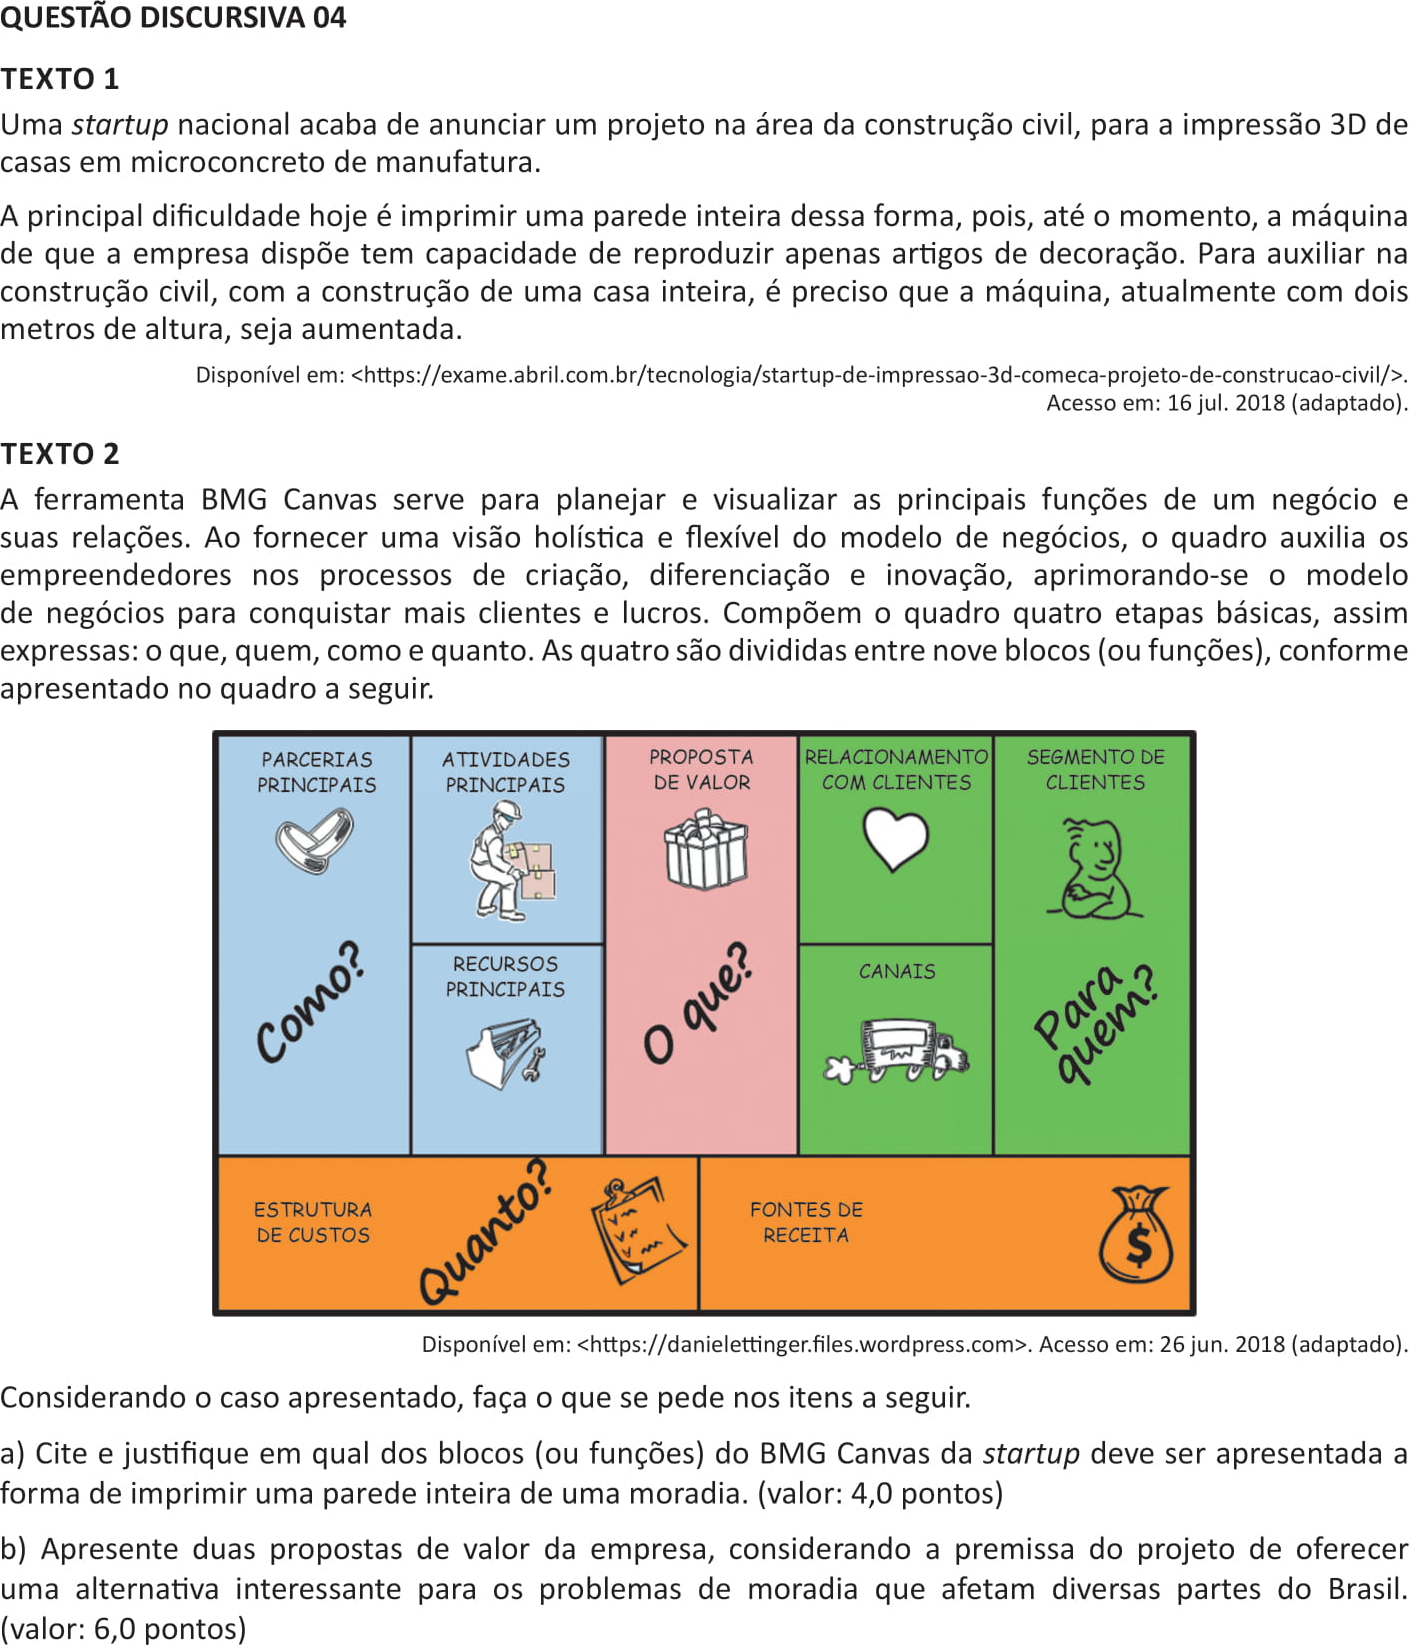 QUESTÃO DISCURSIVA 04
TEXTO 1
Uma startup nacional acaba de anunciar um projeto na área da construção civil, para a impressão 3D de
casas em microconcreto de manufatura.
A principal dificuldade hoje é imprimir uma parede inteira dessa forma, pois, até o momento, a máquina
de que a empresa dispõe tem capacidade de reproduzir apenas artigos de decoração. Para auxiliar na
construção civil, com a construção de uma casa inteira, é preciso que a máquina, atualmente com dois
metros de altura, seja aumentada.
Disponível em: <https://exame.abril.com.br/tecnologia/startup-de-impressao-3d-comeca-projeto-de-construcao-civil/>.
Acesso em: 16 jul. 2018 (adaptado).
TEXTO 2
A ferramenta BMG Canvas serve para planejar e visualizar as principais funções de um negócio e
suas relações. Ao fornecer uma visão holística e flexível do modelo de negócios, o quadro auxilia os
empreendedores nos processos de criação, diferenciação e inovação, aprimorando-se o modelo
de negócios para conquistar mais clientes e lucros. Compõem o quadro quatro etapas básicas, assim
expressas: o que, quem, como e quanto. As quatro são divididas entre nove blocos (ou funções), conforme
apresentado no quadro a seguir.
PARCERIAS
PRINCIPAIS
Como?
ATIVIDADES
PRINCIPAIS
RECURSOS
PRINCIPAIS
PROPOSTA
DE VALOR
O que?
RELACIONAMENTO
COM CLIENTES
CANAIS
SEGMENTO DE
CLIENTES
Para
quem?
ESTRUTURA
DE CUSTOS
Quanto?
FONTES DE
RECEITA
$
Disponível em: <https://danielettinger.files.wordpress.com>. Acesso em: 26 jun. 2018 (adaptado).
Considerando o caso apresentado, faça o que se pede nos itens a seguir.
a) Cite e justifique em qual dos blocos (ou funções) do BMG Canvas da startup deve ser apresentada a
forma de imprimir uma parede inteira de uma moradia. (valor: 4,0 pontos)
b) Apresente duas propostas de valor da empresa, considerando a premissa do projeto de oferecer
uma alternativa interessante para os problemas de moradia que afetam diversas partes do Brasil.
(valor: 6,0 pontos)